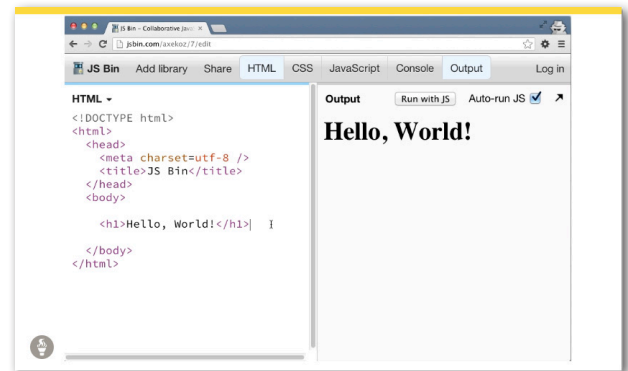 JS Bin – Collaborative Java
jsbin.com/axekoz/7/edit
JS Bin Add library Share HTML CSS JavaScript Console Output Log in
HTML
Output Run with JS Auto-run JS
<!DOCTYPE html>
<html>
<head>
<meta charset=utf-8 />
<title>JS Bin</title>
</head>
<body>
<h1>Hello, World!</h1>
</body>
</html>
Hello, World!